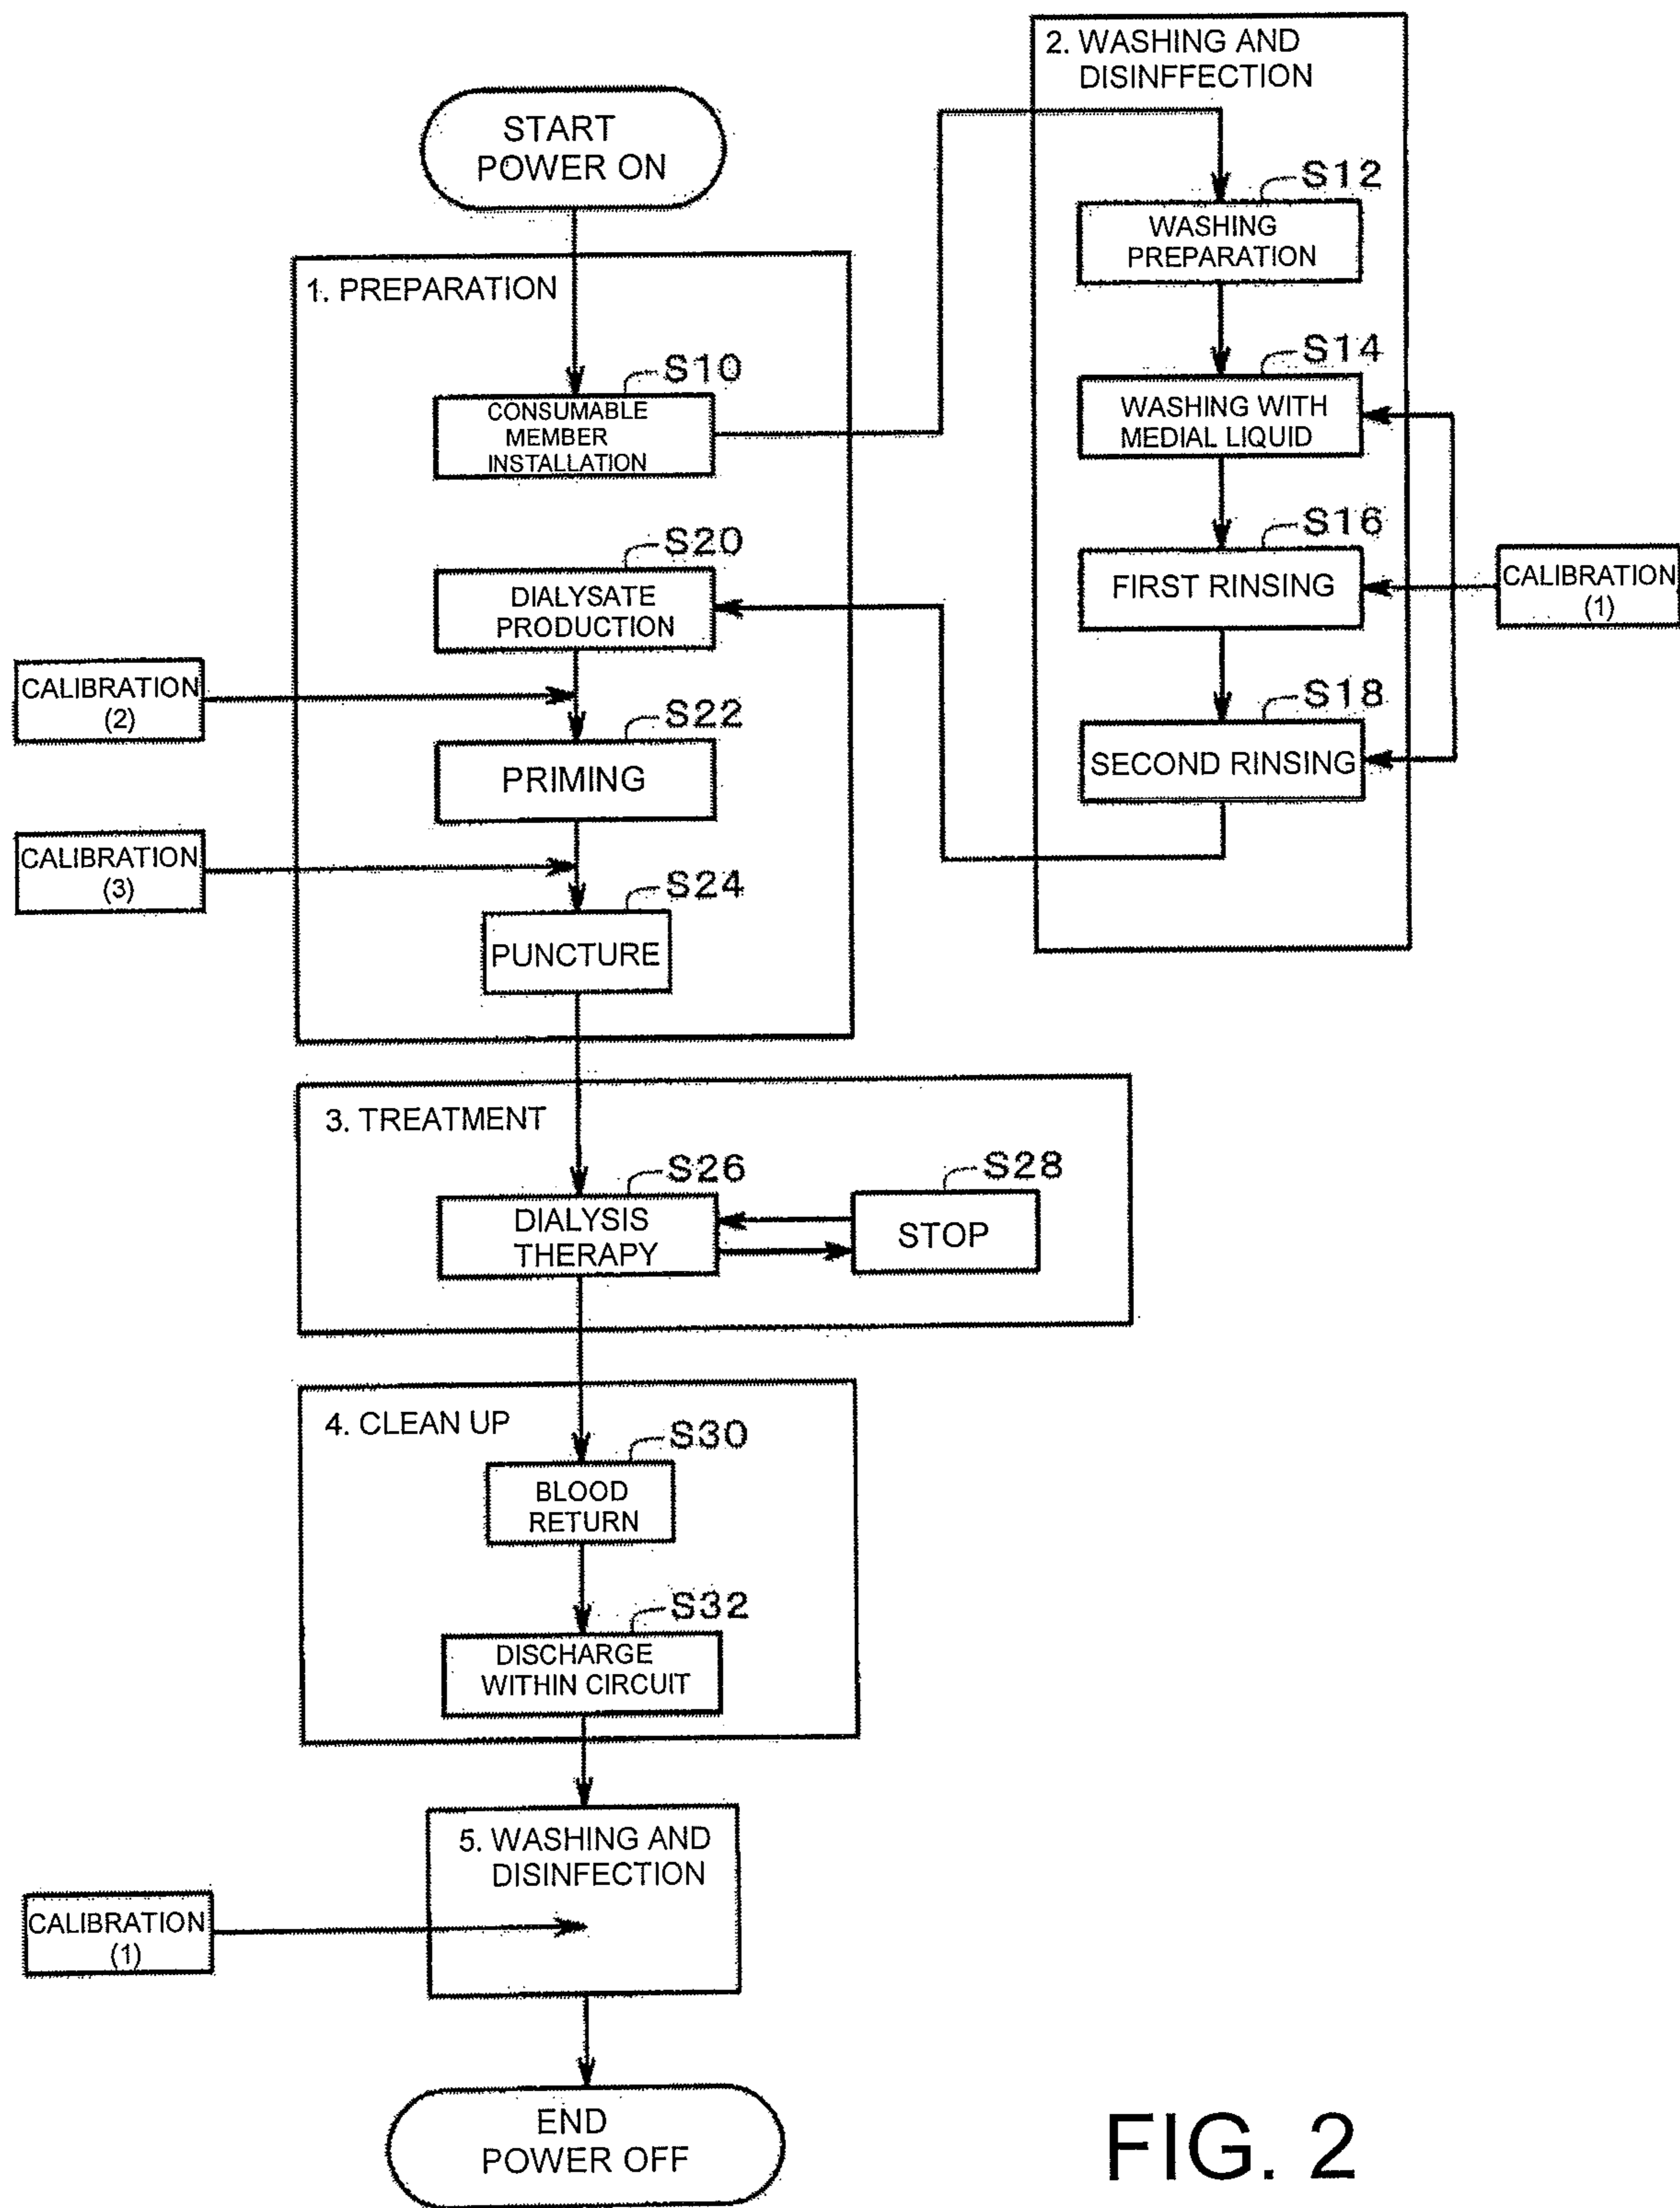 START
POWER ON
1. PREPARATION
S10
CONSUMABLE
MEMBER
INSTALLATION
2. WASHING AND
DISINFFECTION
S12
WASHING
PREPARATION
S14
WASHING WITH
MEDIAL LIQUID
S16
FIRST RINSING
CALIBRATION
(1)
S18
SECOND RINSING
S20
DIALYSATE
PRODUCTION
CALIBRATION
(2)
S22
PRIMING
CALIBRATION
(3)
S24
PUNCTURE
3. TREATMENT
S26
DIALYSIS
THERAPY
S28
STOP
4. CLEAN UP
S30
BLOOD
RETURN
S32
DISCHARGE
WITHIN CIRCUIT
5. WASHING AND
DISINFECTION
CALIBRATION
(1)
END
POWER OFF
FIG. 2